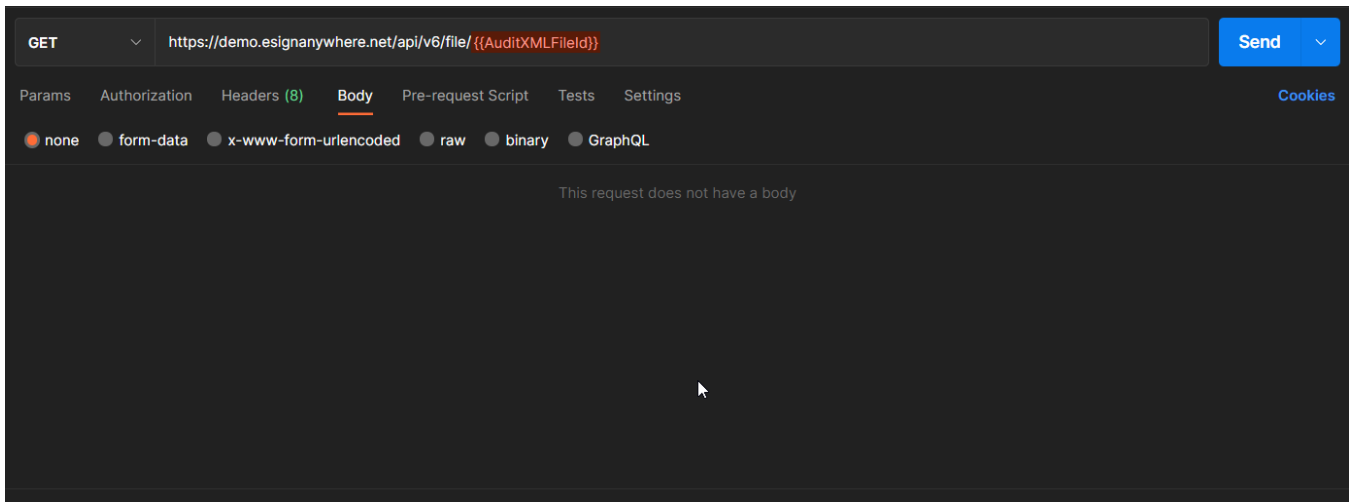 GET https://demo.esignanywhere.net/api/v6/file/{{AuditXMLFileId}} Send
Params Authorization Headers (8) Body Pre-request Script Tests Settings Cookies
none form-data x-www-form-urlencoded raw binary GraphQL
This request does not have a body